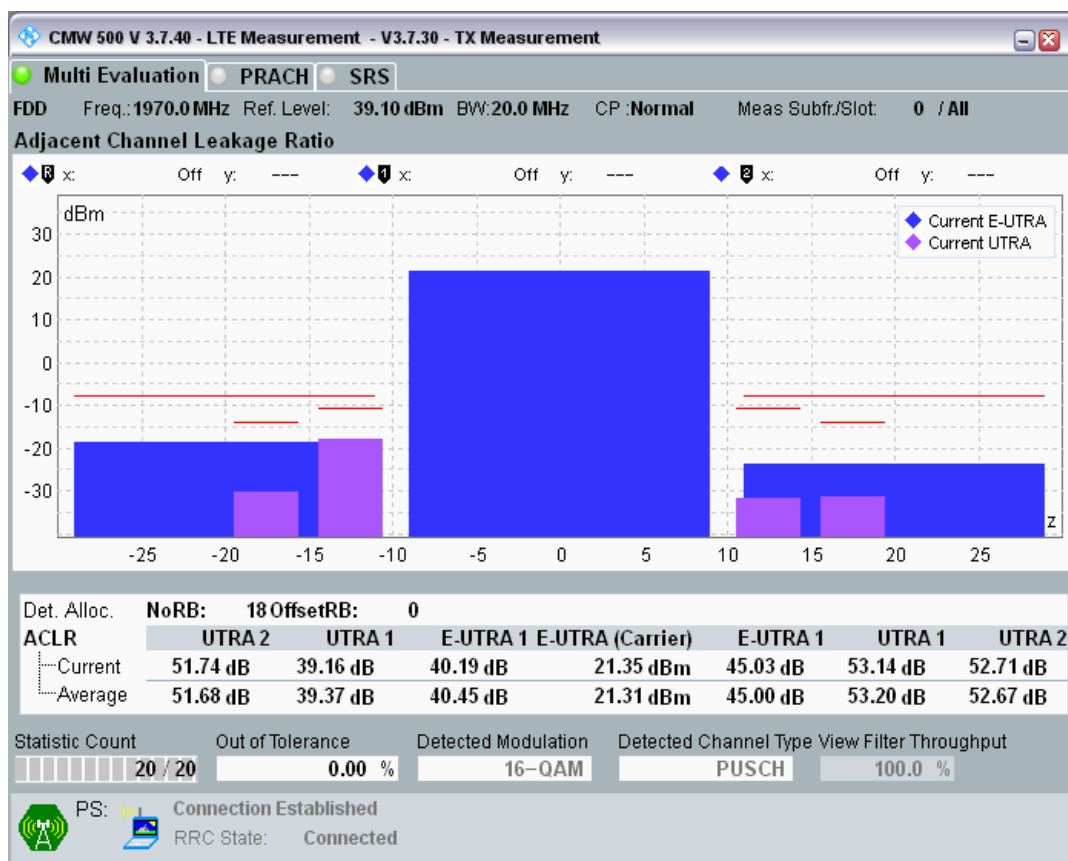 CMW 500 V 3.7.40 - LTE Measurement - V3.7.30 - TX Measurement
Multi Evaluation PRACH SRS
FDD Freq.: 1970.0 MHz Ref. Level: 39.10 dBm BW: 20.0 MHz CP : Normal Meas Subfr./Slot: 0 / All
Adjacent Channel Leakage Ratio
R x: Off y: --- 1 x: Off y: --- 2 x: Off y: ---
dBm
Current E-UTRA
Current UTRA
30
20
10
0
-10
-20
-30
z
-25 -20 -15 -10 -5 0 5 10 15 20 25
Det. Alloc. NoRB: 18 OffsetRB: 0
ACLR UTRA 2 UTRA 1 E-UTRA 1 E-UTRA (Carrier) E-UTRA 1 UTRA 1 UTRA 2
Current 51.74 dB 39.16 dB 40.19 dB 21.35 dBm 45.03 dB 53.14 dB 52.71 dB
Average 51.68 dB 39.37 dB 40.45 dB 21.31 dBm 45.00 dB 53.20 dB 52.67 dB
Statistic Count Out of Tolerance Detected Modulation Detected Channel Type View Filter Throughput
20 / 20 0.00 % 16-QAM PUSCH 100.0 %
PS: Connection Established
RRC State: Connected